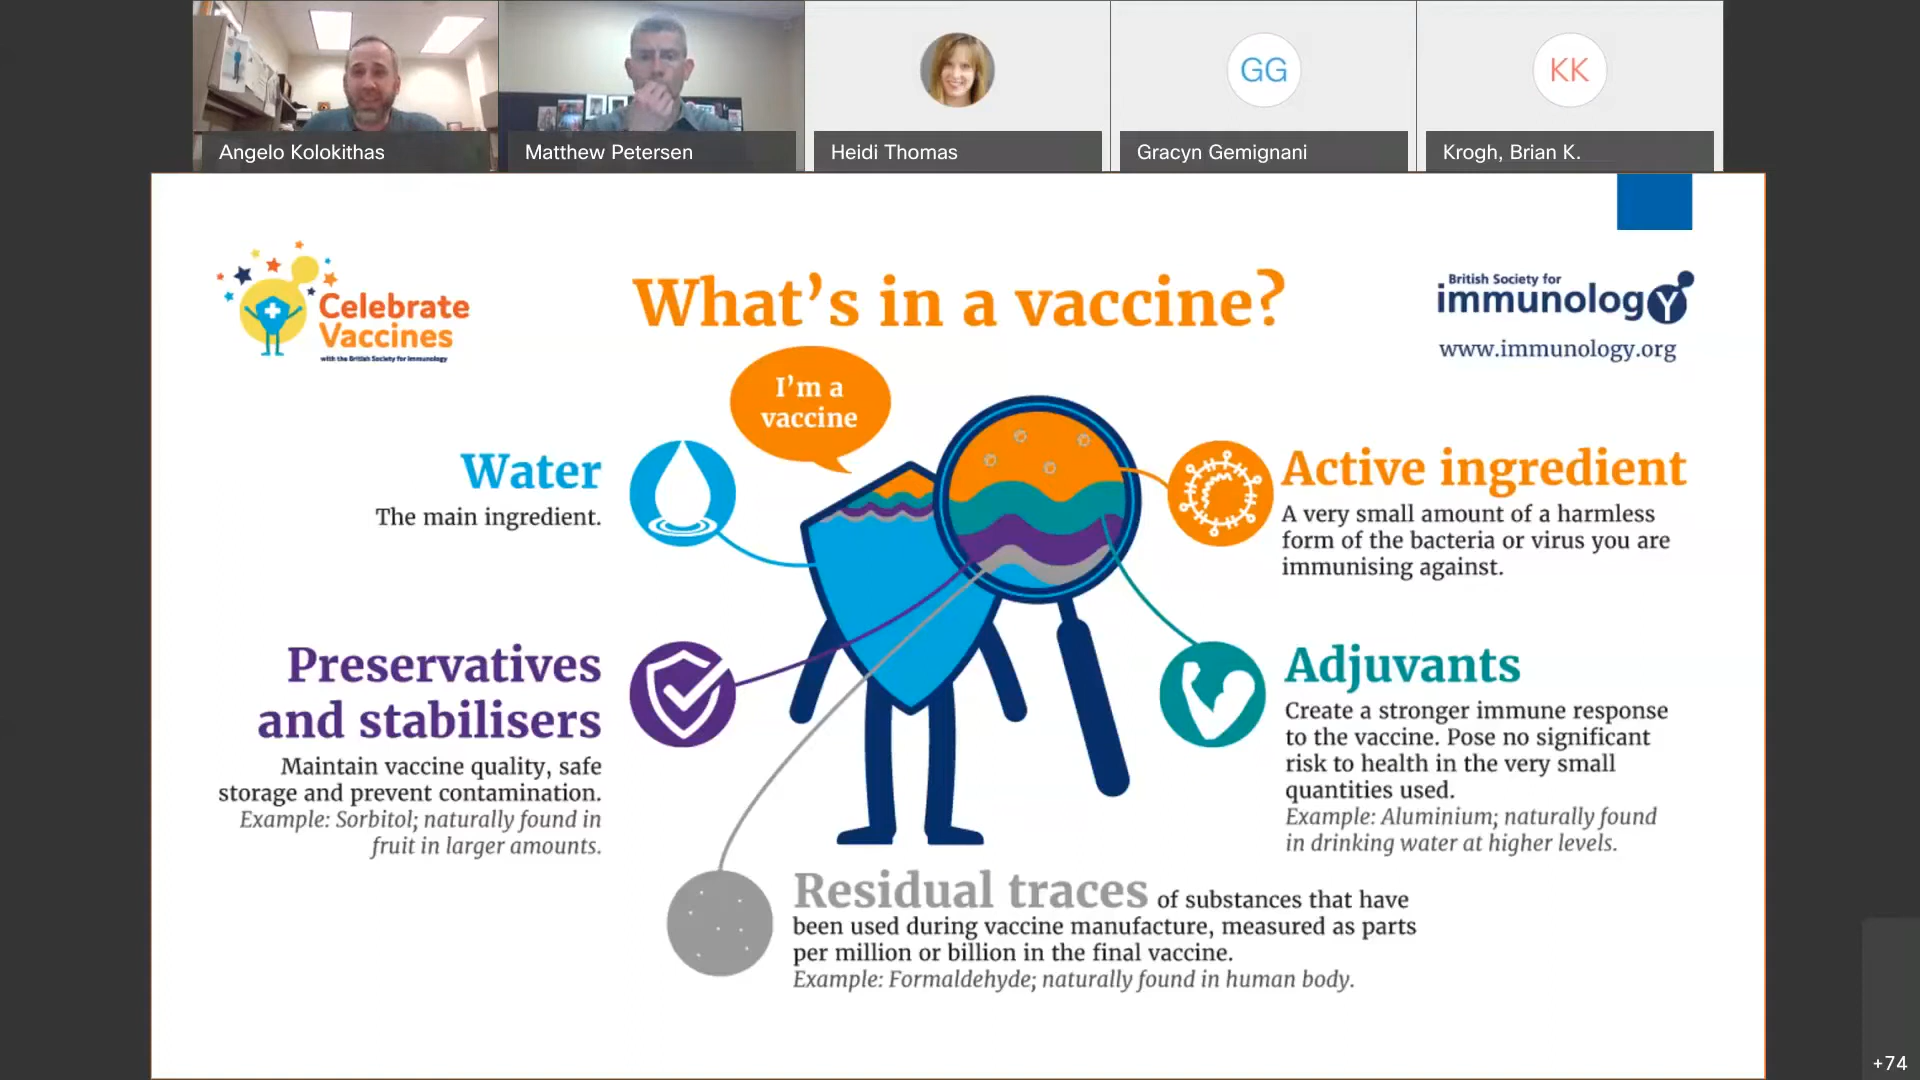 Angelo Kolokithas
Matthew Petersen
Heidi Thomas
GG
Gracyn Gemignani
KK
Krogh, Brian K.
Celebrate
Vaccines
with the British Society for Immunology
What's in a vaccine?
British Society for
immunology
www.immunology.org
I'm a
vaccine
Water
The main ingredient.
Active ingredient
A very small amount of a harmless
form of the bacteria or virus you are
immunising against.
Preservatives
and stabilisers
Maintain vaccine quality, safe
storage and prevent contamination.
Example: Sorbitol; naturally found in
fruit in larger amounts.
Adjuvants
Create a stronger immune response
to the vaccine. Pose no significant
risk to health in the very small
quantities used.
Example: Aluminium; naturally found
in drinking water at higher levels.
Residual traces of substances that have
been used during vaccine manufacture, measured as parts
per million or billion in the final vaccine.
Example: Formaldehyde; naturally found in human body.
+74